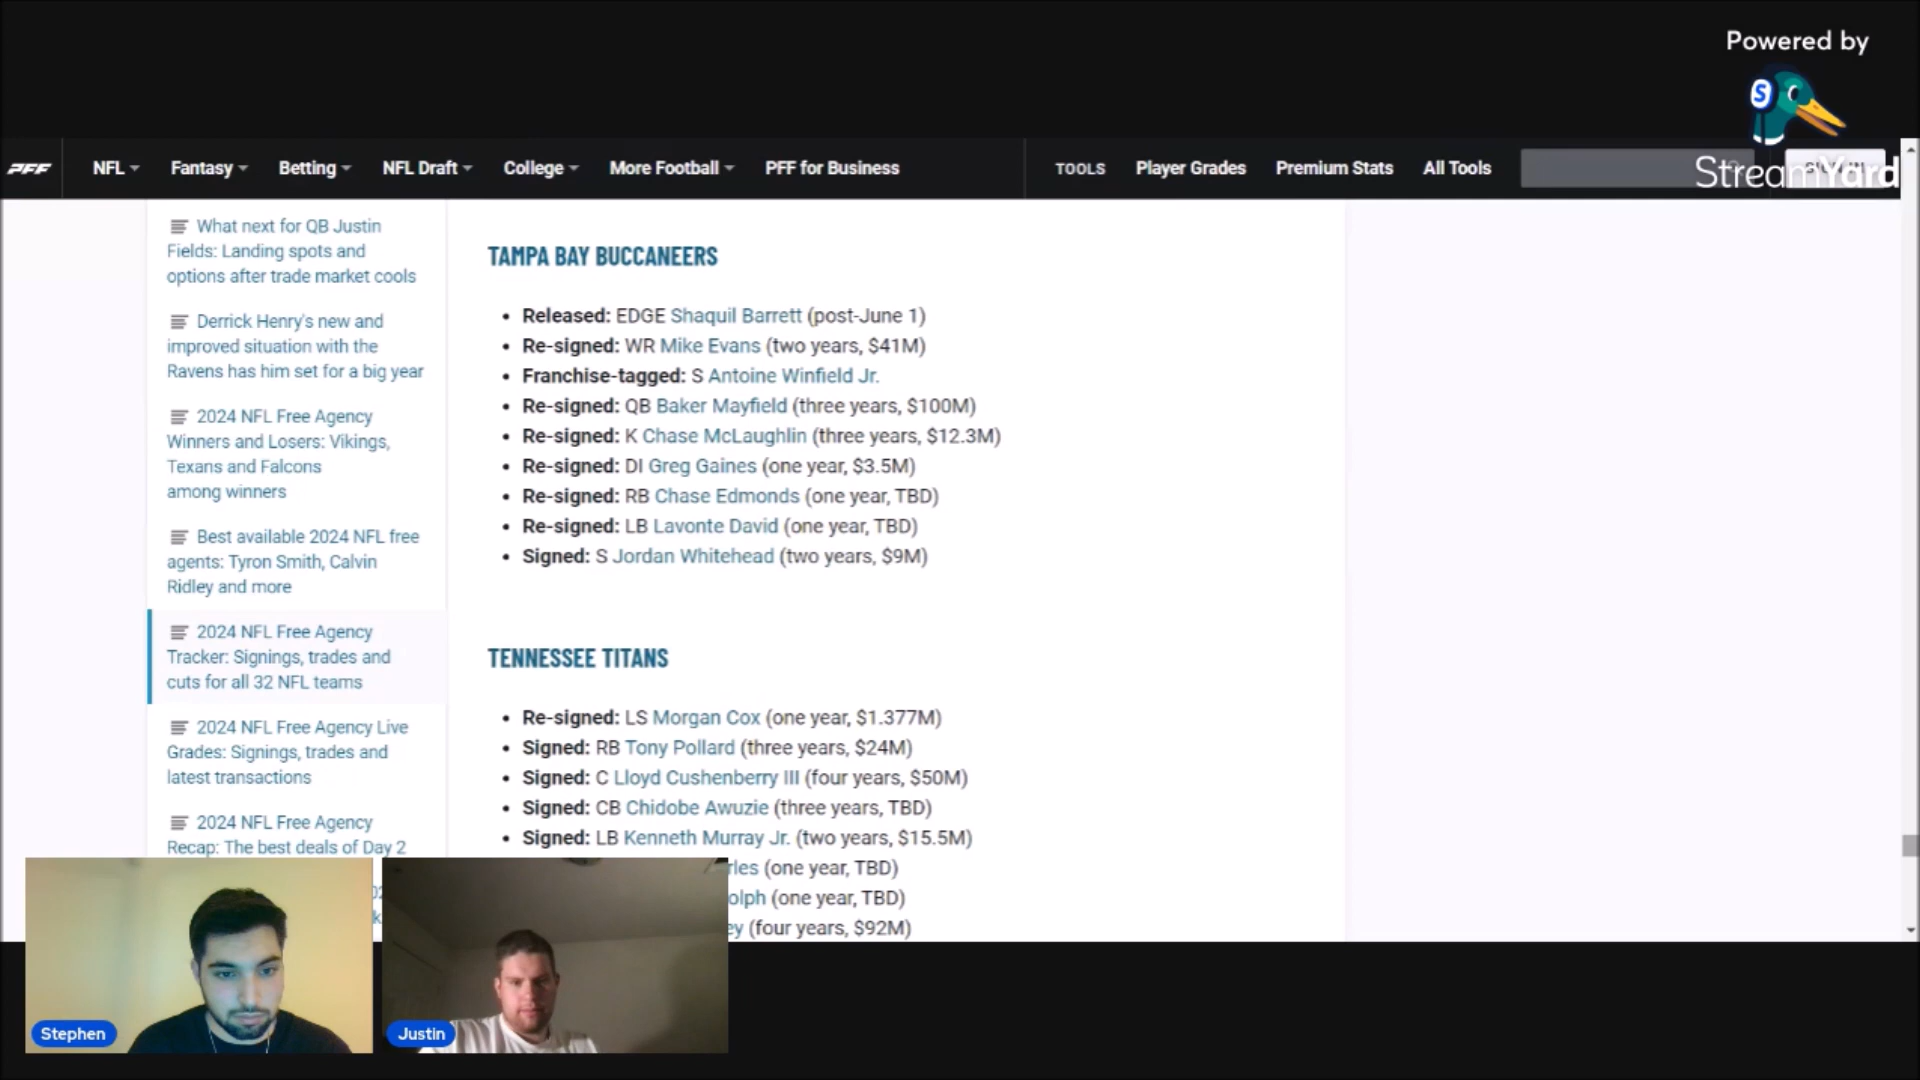 Powered by
S
StreamYard
PFF
NFL
Fantasy
Betting
NFL Draft
College
More Football
PFF for Business
TOOLS
Player Grades
Premium Stats
All Tools
What next for QB Justin
Fields: Landing spots and
options after trade market cools
Derrick Henry's new and
improved situation with the
Ravens has him set for a big year
2024 NFL Free Agency
Winners and Losers: Vikings,
Texans and Falcons
among winners
Best available 2024 NFL free
agents: Tyron Smith, Calvin
Ridley and more
2024 NFL Free Agency
Tracker: Signings, trades and
cuts for all 32 NFL teams
2024 NFL Free Agency Live
Grades: Signings, trades and
latest transactions
2024 NFL Free Agency
Recap: The best deals of Day 2
TAMPA BAY BUCCANEERS
• Released: EDGE Shaquil Barrett (post-June 1)
• Re-signed: WR Mike Evans (two years, $41M)
• Franchise-tagged: S Antoine Winfield Jr.
• Re-signed: QB Baker Mayfield (three years, $100M)
• Re-signed: K Chase McLaughlin (three years, $12.3M)
• Re-signed: DI Greg Gaines (one year, $3.5M)
• Re-signed: RB Chase Edmonds (one year, TBD)
• Re-signed: LB Lavonte David (one year, TBD)
• Signed: S Jordan Whitehead (two years, $9M)
TENNESSEE TITANS
• Re-signed: LS Morgan Cox (one year, $1.377M)
• Signed: RB Tony Pollard (three years, $24M)
• Signed: C Lloyd Cushenberry III (four years, $50M)
• Signed: CB Chidobe Awuzie (three years, TBD)
• Signed: LB Kenneth Murray Jr. (two years, $15.5M)
rles (one year, TBD)
olph (one year, TBD)
ey (four years, $92M)
Stephen
Justin